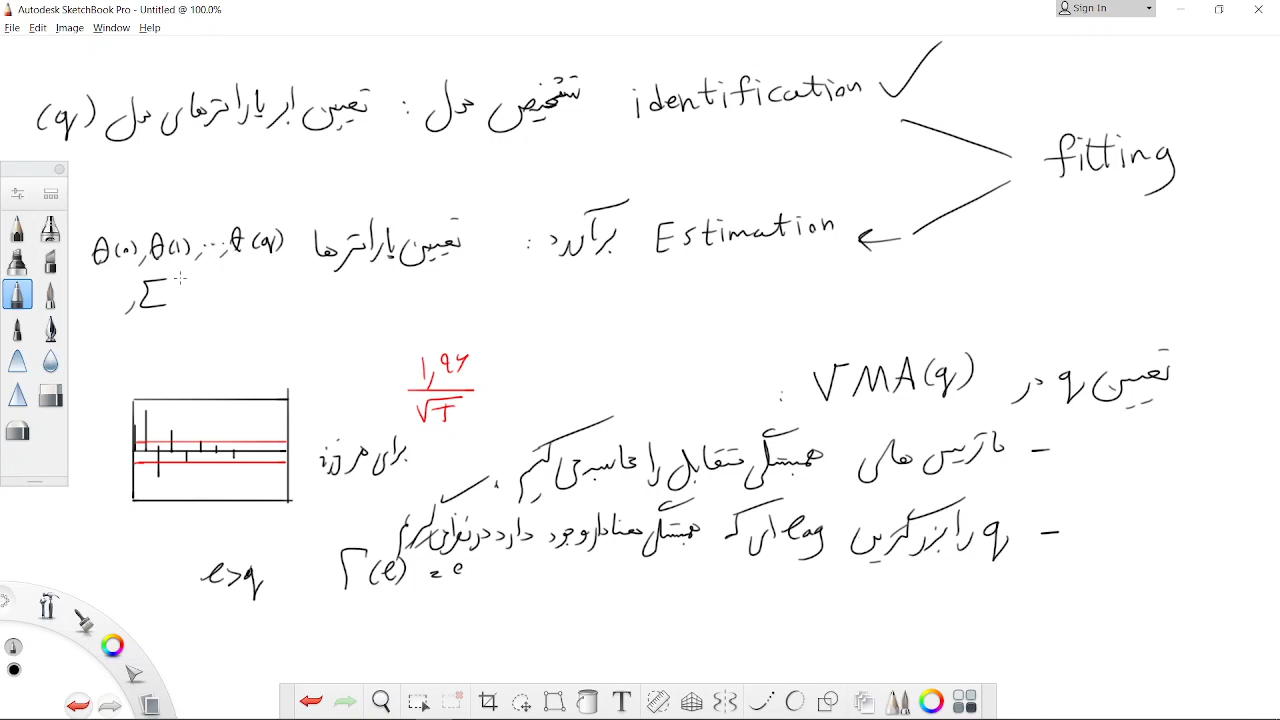 Autodesk SketchBook Pro - Untitled @ 100.0%
Sign In
File Edit Image Window Help
identification ✓ تشخیص مدل : تعیین ابر پارامترهای مدل (q)
fitting
Estimation برآورد : تعیین پارامترها θ(0), θ(1), ..., θ(q)
, Σ
تعیین q در VMA(q) :
1,96
√T
- ماتریس های همبستگی متقابل را محاسبه می کنیم.
برای هر درایه
- q را بزرگترین lag ای که همبستگی معنادار وجود دارد در نظر می گیریم
Γ(l) = 0 l>q
T